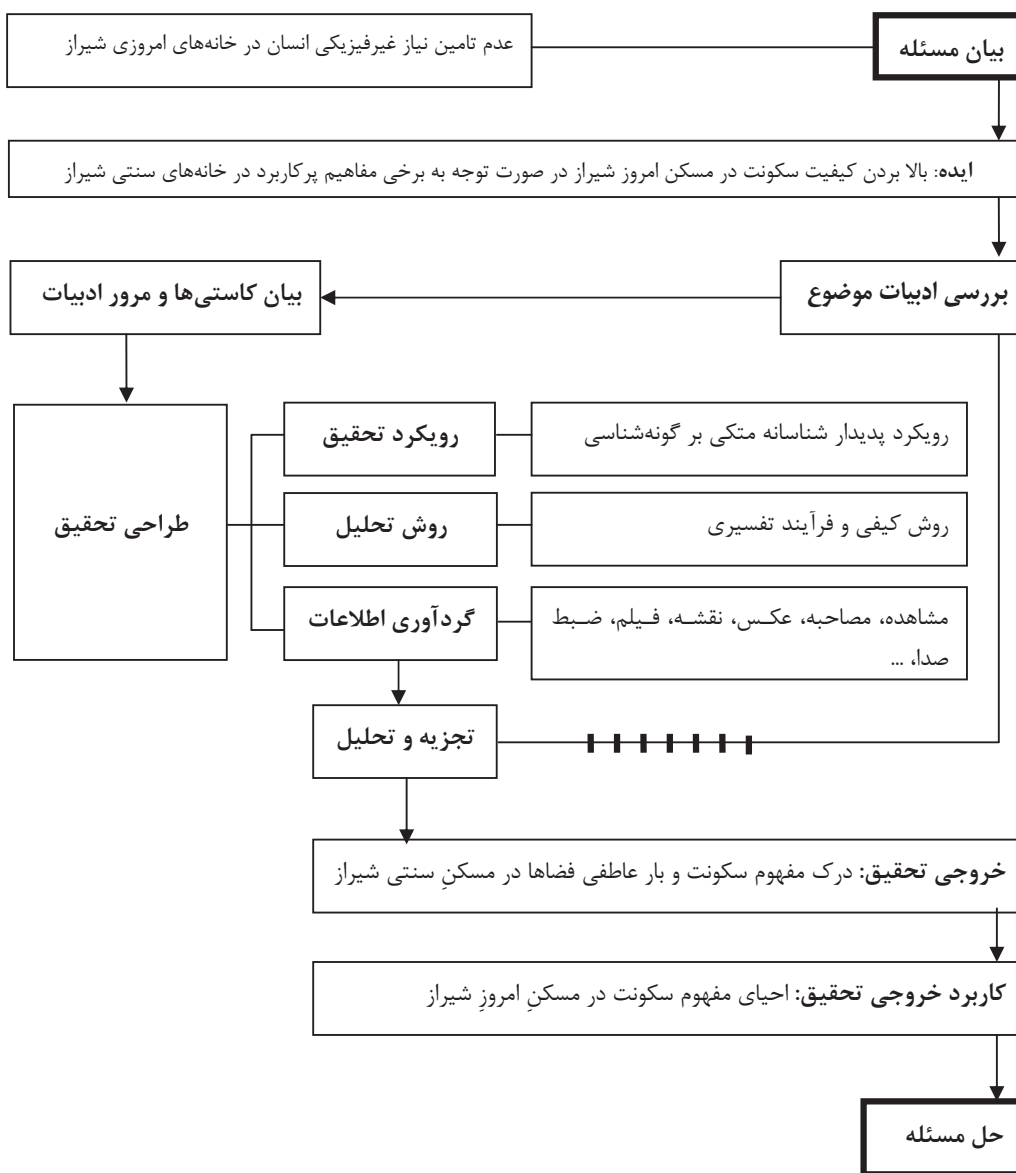 بیان مسئله
عدم تامین نیاز غیرفیزیکی انسان در خانه‌های امروزی شیراز
ایده: بالا بردن کیفیت سکونت در مسکن امروز شیراز در صورت توجه به برخی مفاهیم پرکاربرد در خانه‌های سنتی شیراز
بررسی ادبیات موضوع
بیان کاستی‌ها و مرور ادبیات
طراحی تحقیق
رویکرد تحقیق
رویکرد پدیدار شناسانه متکی بر گونه‌شناسی
روش تحلیل
روش کیفی و فرآیند تفسیری
گردآوری اطلاعات
مشاهده، مصاحبه، عکـس، نقشـه، فـیلم، ضـبط
صدا، ...
تجزیه و تحلیل
خروجی تحقیق: درک مفهوم سکونت و بار عاطفی فضاها در مسکنِ سنتی شیراز
کاربرد خروجی تحقیق: احیای مفهوم سکونت در مسکنِ امروزِ شیراز
حل مسئله